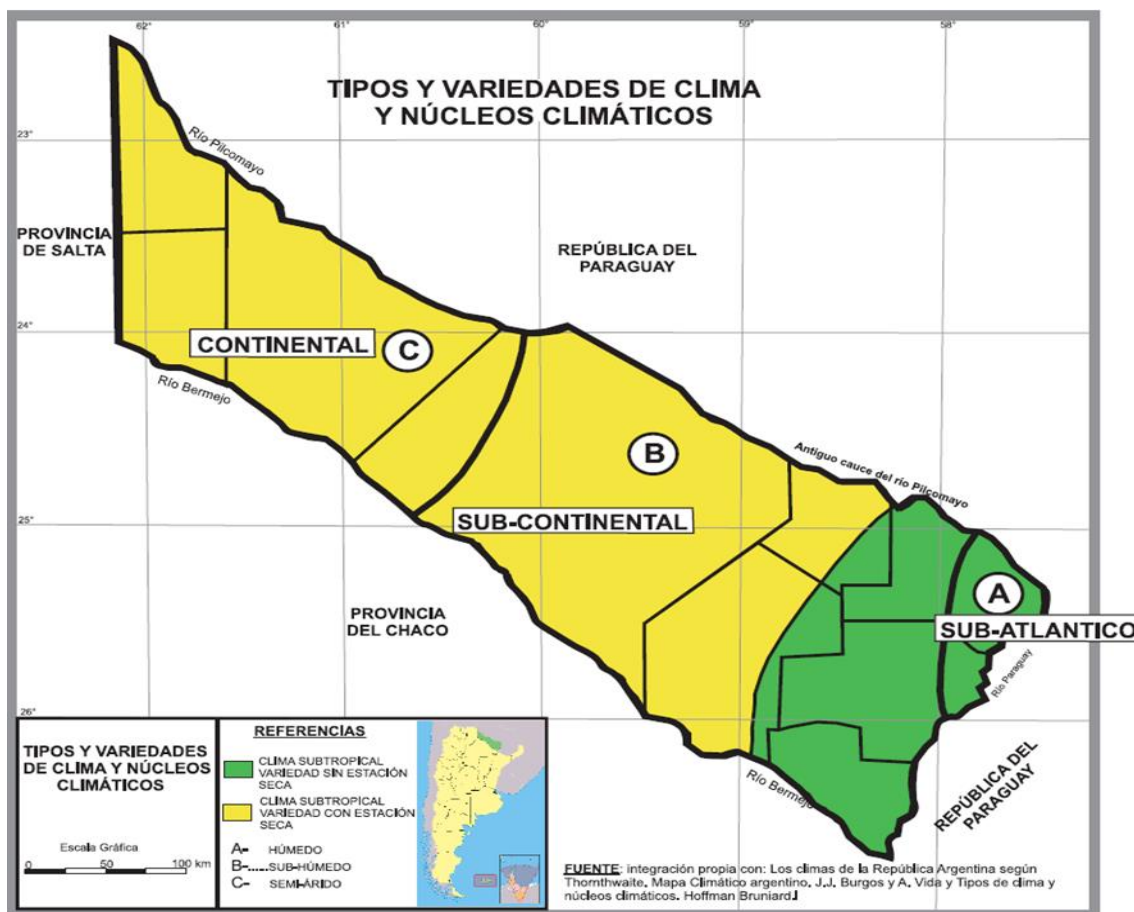 62°
61°
60°
59°
58°
TIPOS Y VARIEDADES DE CLIMA
Y NÚCLEOS CLIMÁTICOS
23°
Río Pilcomayo
PROVINCIA
DE SALTA
REPÚBLICA DEL
PARAGUAY
24°
CONTINENTAL
C
Río Bermejo
B
Antiguo cauce del río Pilcomayo
25°
SUB-CONTINENTAL
A
SUB-ATLANTICO
PROVINCIA
DEL CHACO
Río Paraguay
26°
Río Bermejo
REPÚBLICA DEL
PARAGUAY
TIPOS Y VARIEDADES
DE CLIMA Y NÚCLEOS
CLIMÁTICOS
Escala Gráfica
0 50 100 km
REFERENCÍAS
CLIMA SUBTROPICAL
VARIEDAD SIN ESTACIÓN
SECA
CLIMA SUBTROPICAL
VARIEDAD CON ESTACIÓN
SECA
A- HÚMEDO
B-......SUB-HÚMEDO
C- SEMI-ÁRIDO
FUENTE: integración propia con: Los climas de la República Argentina según
Thornthwaite. Mapa Climático argentino. J.J. Burgos y A. Vida y Tipos de clima y
núcleos climáticos. Hoffman Bruniard.